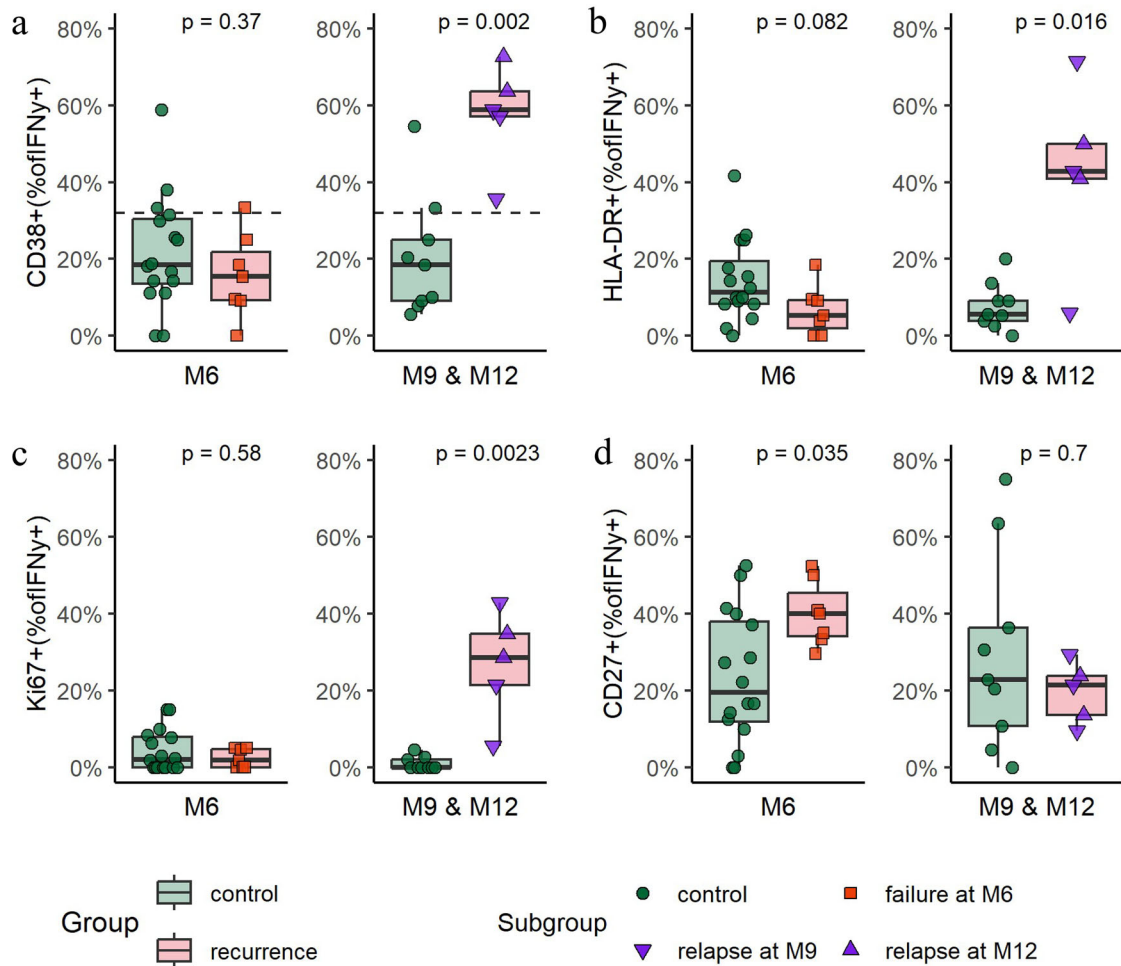 a
p = 0.37
p = 0.002
CD38+(%ofIFNy+)
80%
60%
40%
20%
0%
80%
60%
40%
20%
0%
M6
M9 & M12
b
p = 0.082
p = 0.016
HLA-DR+(%ofIFNy+)
80%
60%
40%
20%
0%
80%
60%
40%
20%
0%
M6
M9 & M12
c
p = 0.58
p = 0.0023
Ki67+(%ofIFNy+)
80%
60%
40%
20%
0%
80%
60%
40%
20%
0%
M6
M9 & M12
d
p = 0.035
p = 0.7
CD27+(%ofIFNy+)
80%
60%
40%
20%
0%
80%
60%
40%
20%
0%
M6
M9 & M12
Group
control
recurrence
Subgroup
control
failure at M6
relapse at M9
relapse at M12